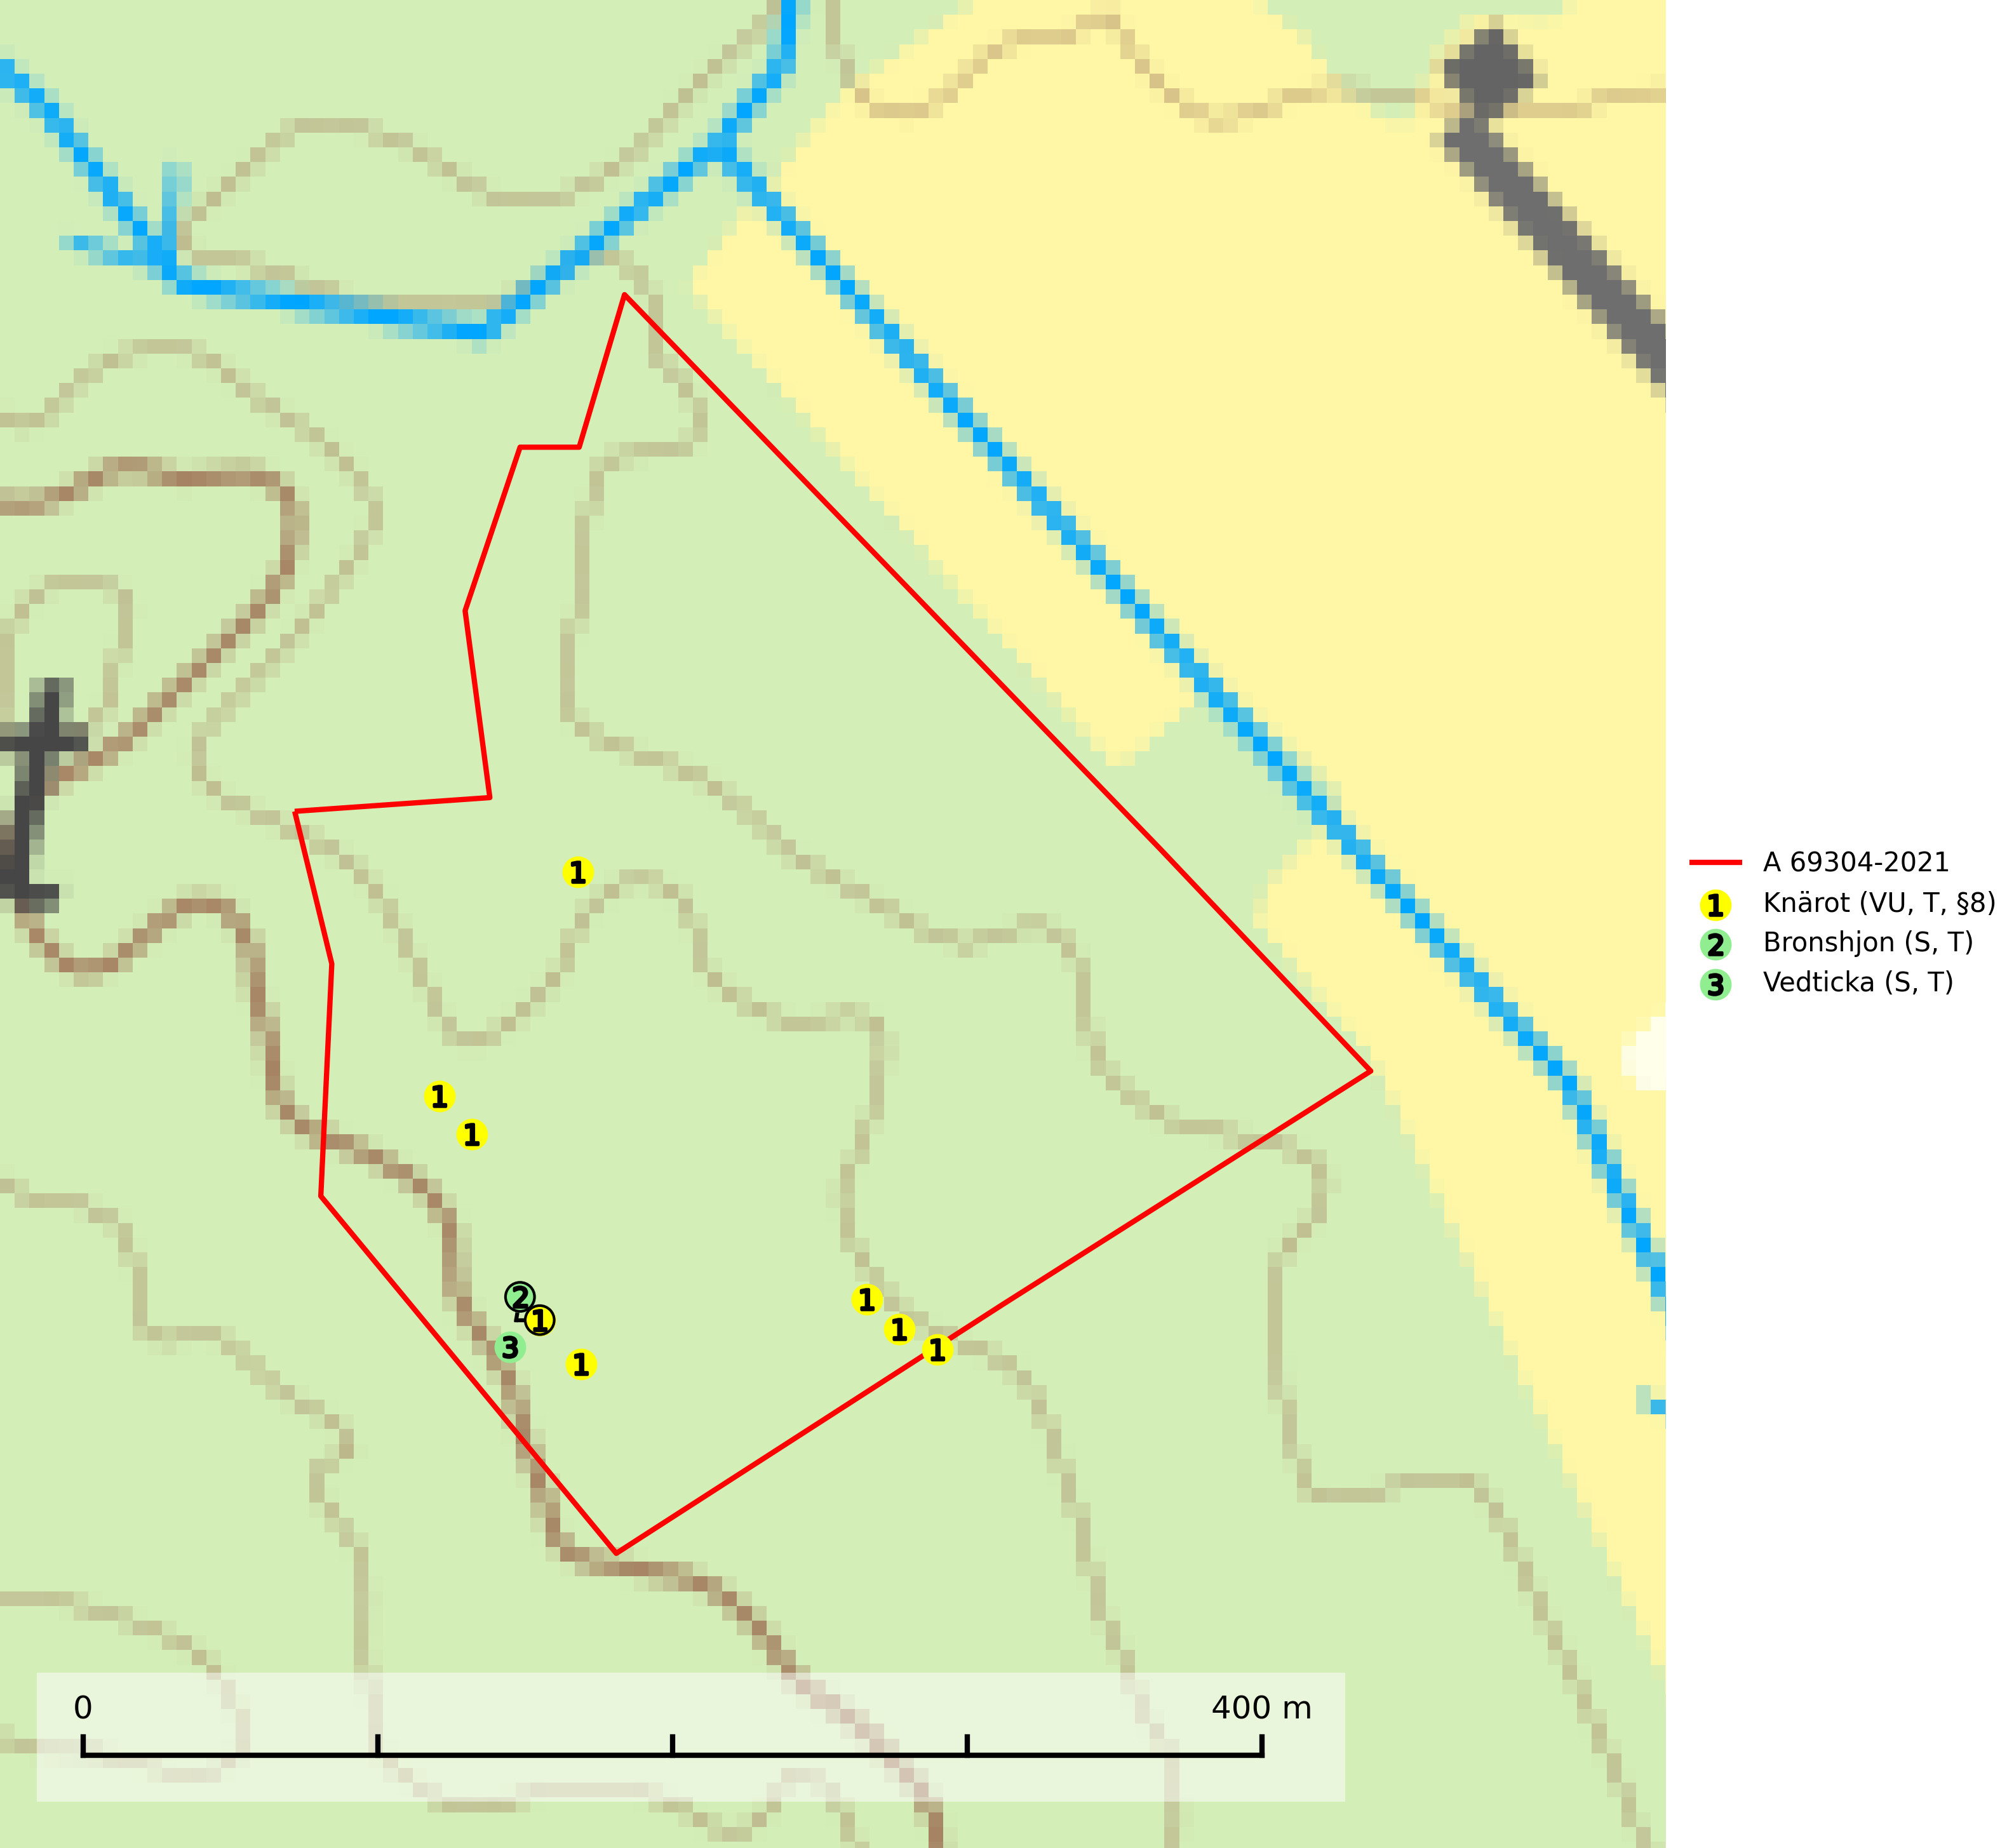 A 69304-2021
1 Knärot (VU, T, §8)
2 Bronshjon (S, T)
3 Vedticka (S, T)
1
1
1
2
1
3
1
1
1
1
0 400 m